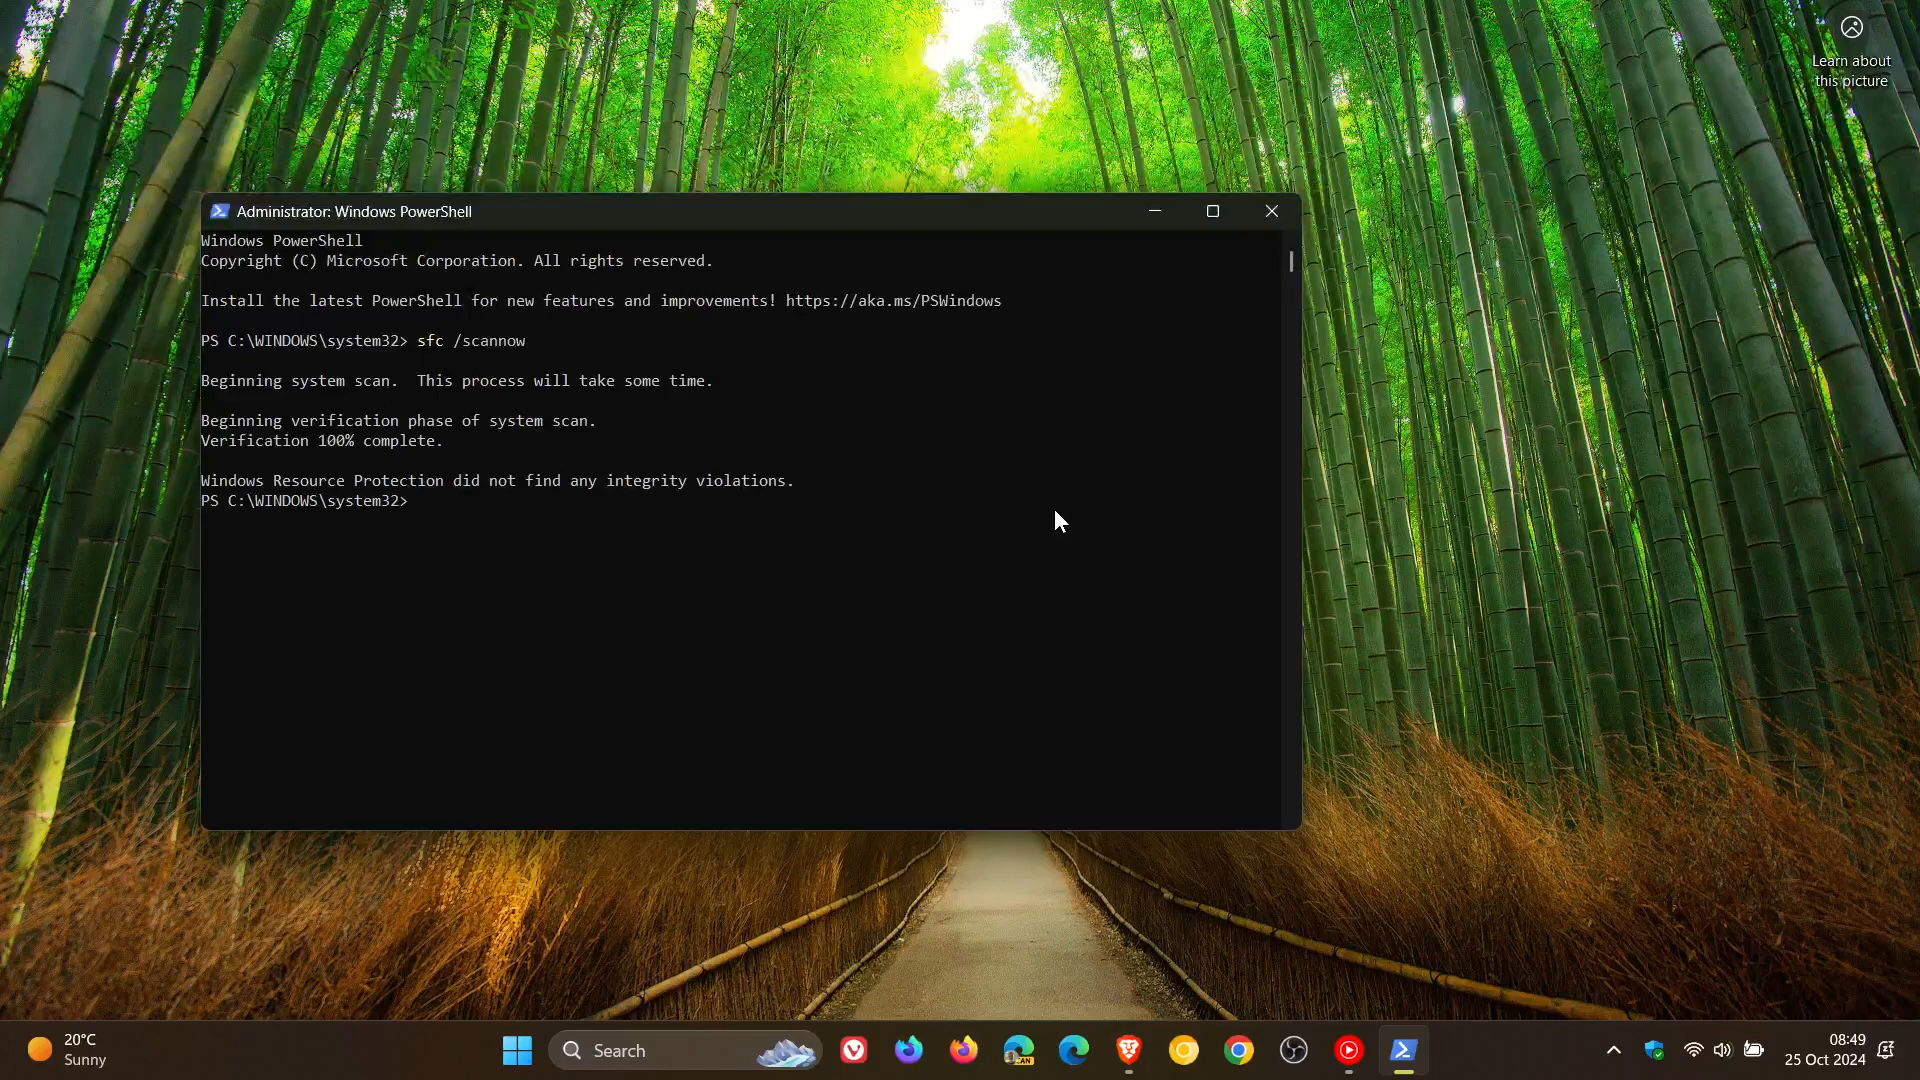 Learn about
this picture
Administrator: Windows PowerShell
Windows PowerShell
Copyright (C) Microsoft Corporation. All rights reserved.
Install the latest PowerShell for new features and improvements! https://aka.ms/PSWindows
PS C:\WINDOWS\system32> sfc /scannow
Beginning system scan.  This process will take some time.
Beginning verification phase of system scan.
Verification 100% complete.
Windows Resource Protection did not find any integrity violations.
PS C:\WINDOWS\system32>
20°C
Sunny
Search
CAN
08:49
25 Oct 2024